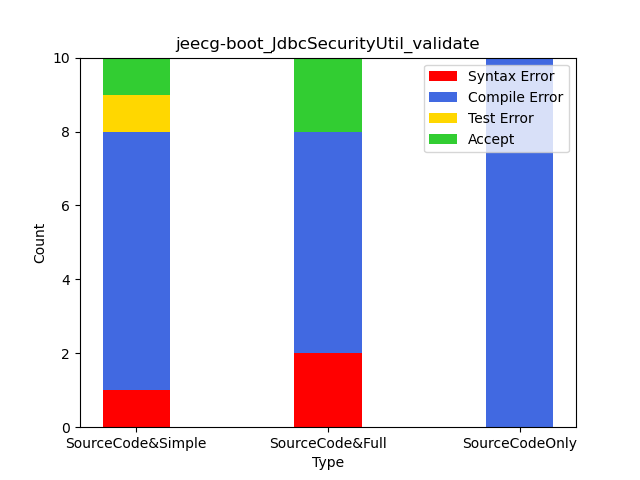 jeecg-boot_JdbcSecurityUtil_validate
10
8
6
4
2
0
Count
Syntax Error
Compile Error
Test Error
Accept
SourceCode&Simple
SourceCode&Full
SourceCodeOnly
Type